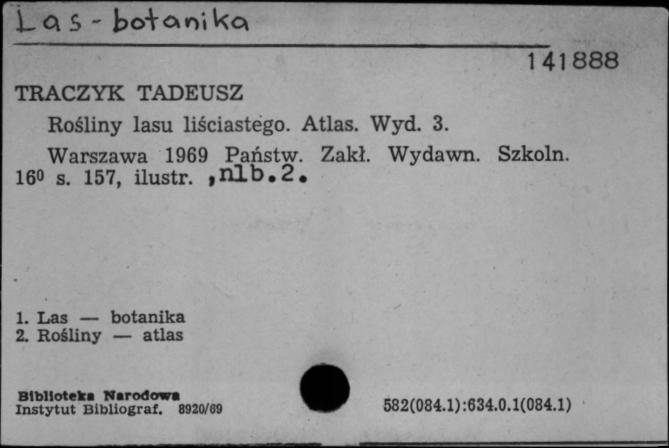 Las - botanika
141888
TRACZYK TADEUSZ
Rośliny lasu liściastego. Atlas. Wyd. 3.
Warszawa 1969 Państw. Zakł. Wydawn. Szkoln.
16⁰ s. 157, ilustr. ,nlb.2.
1. Las — botanika
2. Rośliny — atlas
Biblioteka Narodowa
Instytut Bibliograf. 8920/69
582(084.1):634.0.1(084.1)